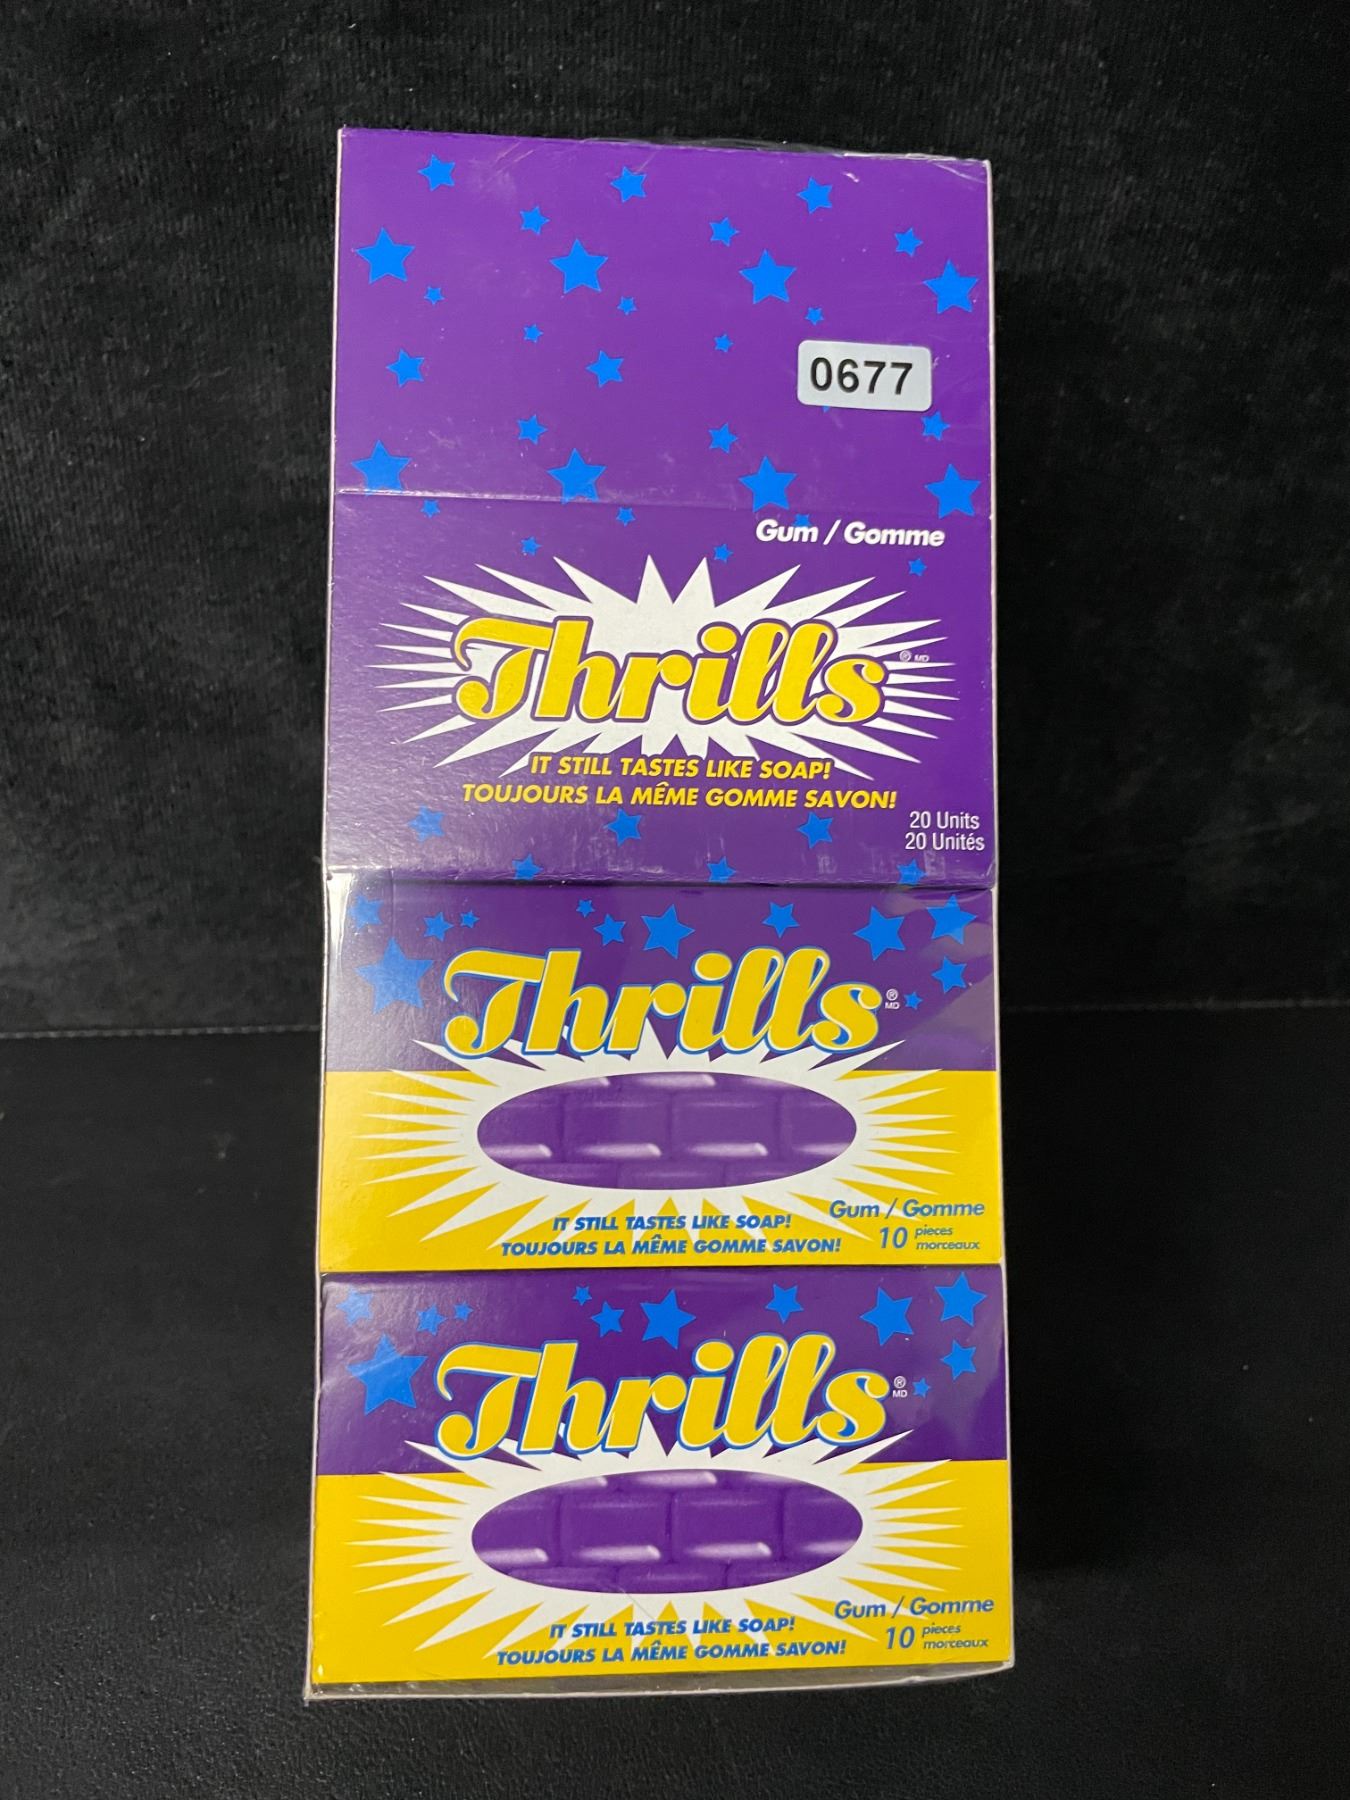 0677
Gum / Gomme
Thrills ® MD
IT STILL TASTES LIKE SOAP!
TOUJOURS LA MÊME GOMME SAVON!
20 Units
20 Unités
Thrills ® MD
Gum / Gomme
IT STILL TASTES LIKE SOAP!
10 pieces
morceaux
TOUJOURS LA MÊME GOMME SAVON!
Thrills ® MD
Gum / Gomme
IT STILL TASTES LIKE SOAP!
10 pieces
morceaux
TOUJOURS LA MÊME GOMME SAVON!